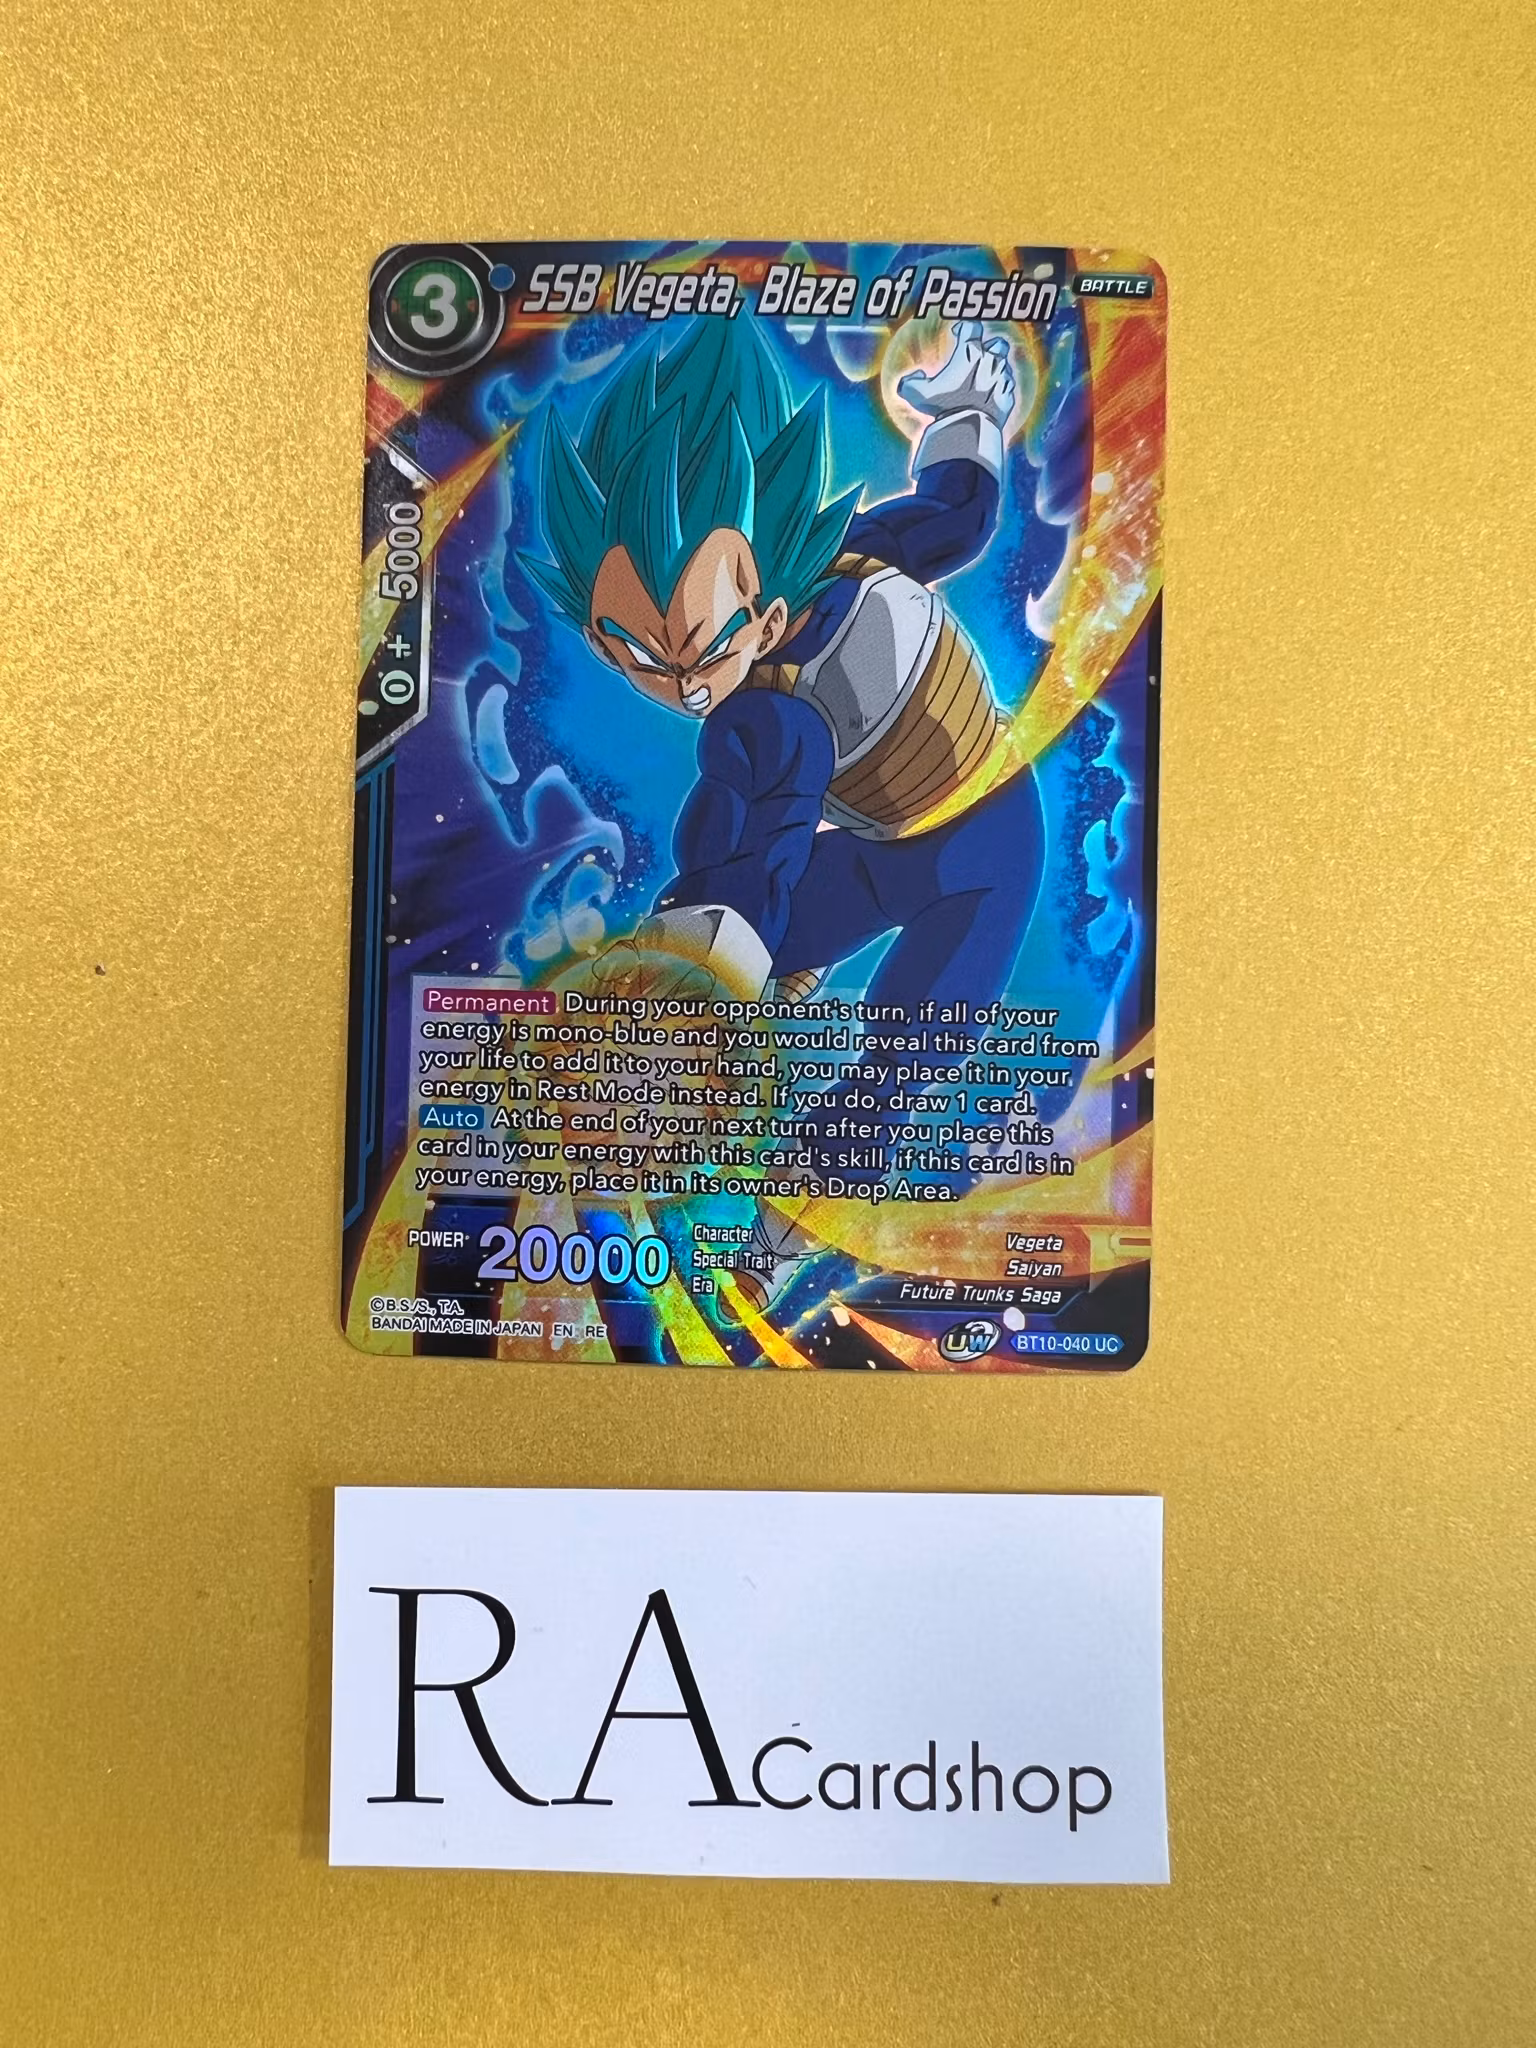 3
SSB Vegeta, Blaze of Passion
BATTLE
0 + 5000
Permanent During your opponent's turn, if all of your
energy is mono-blue and you would reveal this card from
your life to add it to your hand, you may place it in your
energy in Rest Mode instead. If you do, draw 1 card.
Auto At the end of your next turn after you place this
card in your energy with this card's skill, if this card is in
your energy, place it in its owner's Drop Area.
POWER 20000
Character Vegeta
Special Trait Saiyan
Era Future Trunks Saga
©B.S./S., T.A.
BANDAI MADE IN JAPAN EN RE
UW BT10-040 UC
RA Cardshop